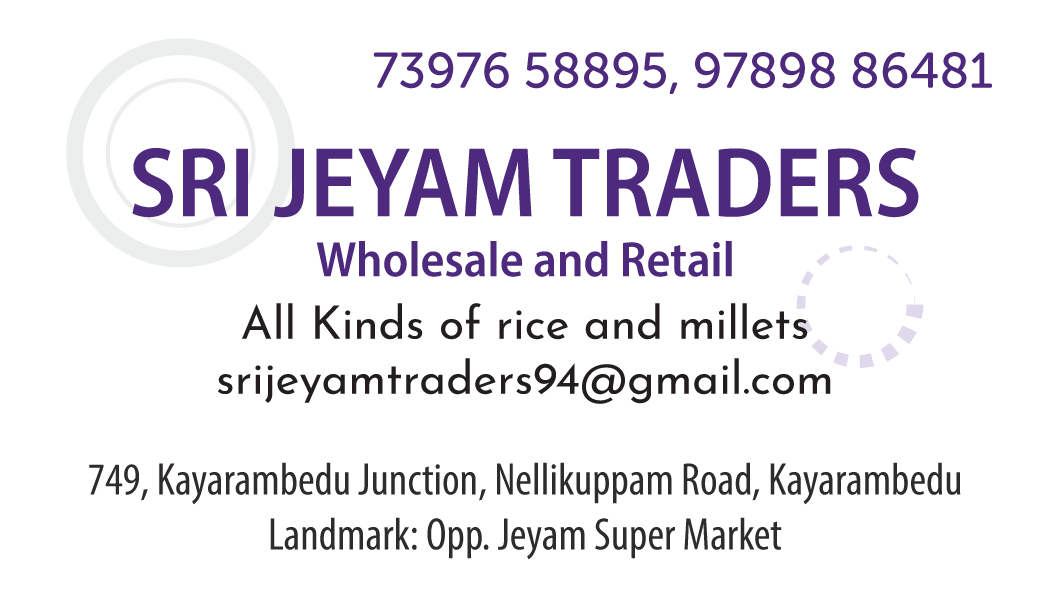 73976 58895, 97898 86481
SRI JEYAM TRADERS
Wholesale and Retail
All Kinds of rice and millets
srijeyamtraders94@gmail.com
749, Kayarambedu Junction, Nellikuppam Road, Kayarambedu
Landmark: Opp. Jeyam Super Market